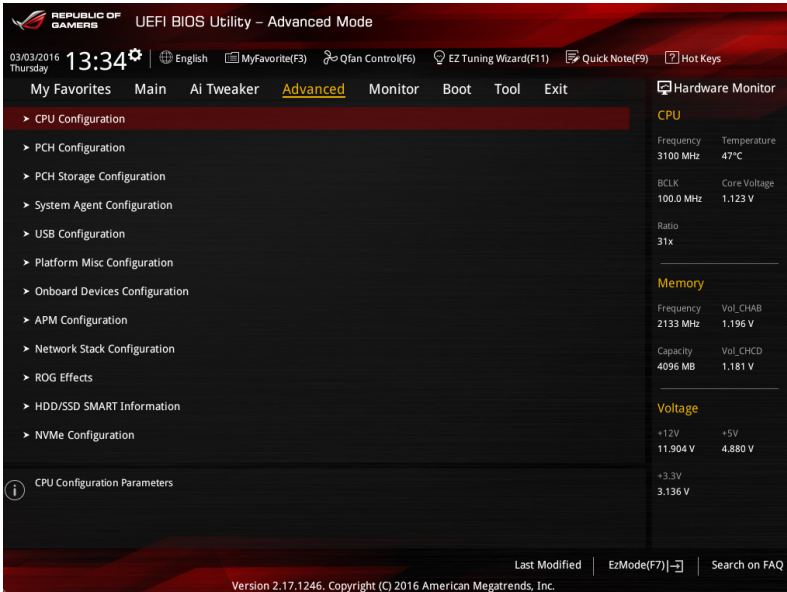 REPUBLIC OF
GAMERS
UEFI BIOS Utility – Advanced Mode
03/03/2016
Thursday
13:34
English
MyFavorite(F3)
Qfan Control(F6)
EZ Tuning Wizard(F11)
Quick Note(F9)
? Hot Keys
My Favorites Main Ai Tweaker Advanced Monitor Boot Tool Exit
Hardware Monitor
> CPU Configuration
> PCH Configuration
> PCH Storage Configuration
> System Agent Configuration
> USB Configuration
> Platform Misc Configuration
> Onboard Devices Configuration
> APM Configuration
> Network Stack Configuration
> ROG Effects
> HDD/SSD SMART Information
> NVMe Configuration
CPU
Frequency Temperature
3100 MHz 47°C
BCLK Core Voltage
100.0 MHz 1.123 V
Ratio
31x
Memory
Frequency Vol_CHAB
2133 MHz 1.196 V
Capacity Vol_CHCD
4096 MB 1.181 V
Voltage
+12V +5V
11.904 V 4.880 V
+3.3V
3.136 V
i CPU Configuration Parameters
Last Modified EzMode(F7) Search on FAQ
Version 2.17.1246. Copyright (C) 2016 American Megatrends, Inc.